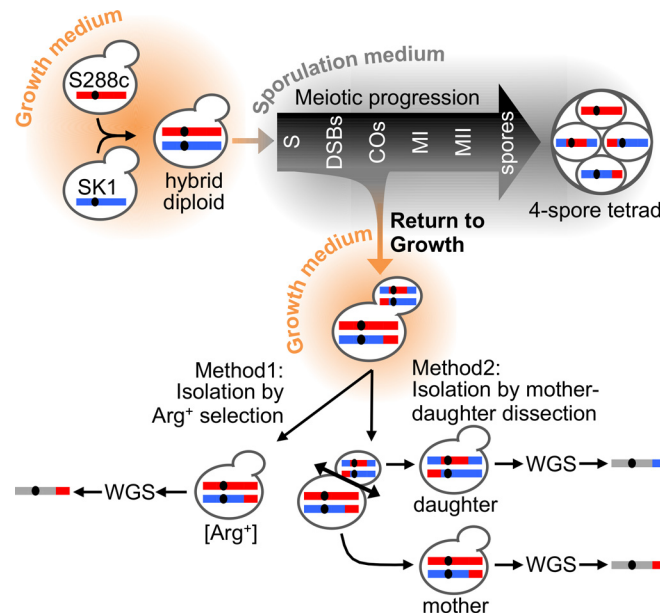 Growth medium
S288c
SK1
hybrid
diploid
Sporulation medium
Meiotic progression
S
DSBs
COs
MI
MII
spores
4-spore tetrad
Return to
Growth
Growth medium
Method1:
Isolation by
Arg⁺ selection
Method2:
Isolation by mother-
daughter dissection
WGS
[Arg⁺]
daughter
WGS
mother
WGS